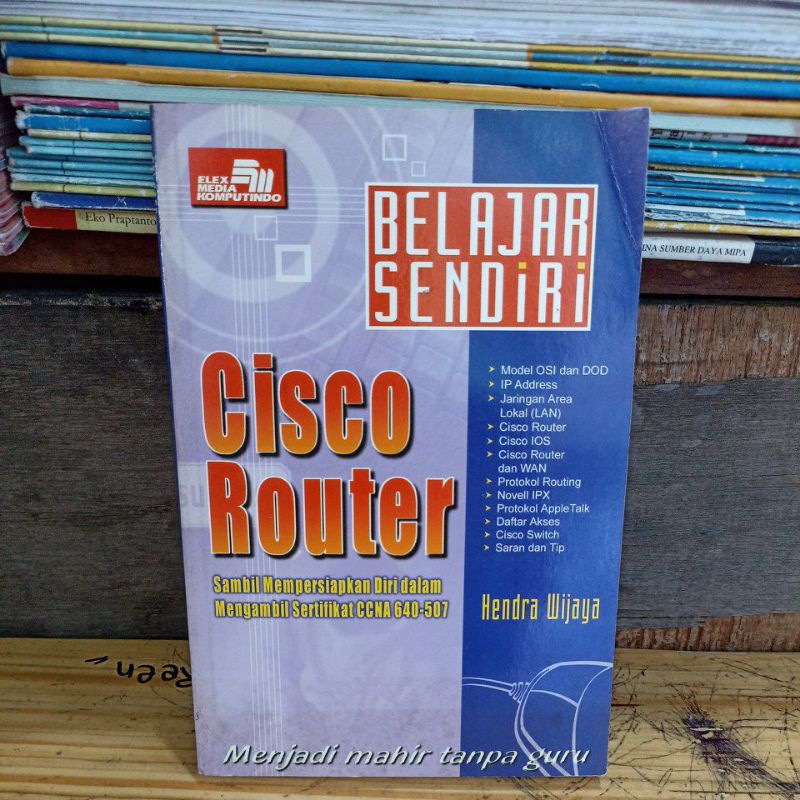 Eko Praptanto
INA SUMBER DAYA MIPA
ELEX
MEDIA
KOMPUTINDO
BELAJAR
SENDiRi
Cisco
Router
Sambil Mempersiapkan Diri dalam
Mengambil Sertifikat CCNA 640-507
Model OSI dan DOD
IP Address
Jaringan Area
Lokal (LAN)
Cisco Router
Cisco IOS
Cisco Router
dan WAN
Protokol Routing
Novell IPX
Protokol AppleTalk
Daftar Akses
Cisco Switch
Saran dan Tip
Hendra Wijaya
Menjadi mahir tanpa guru